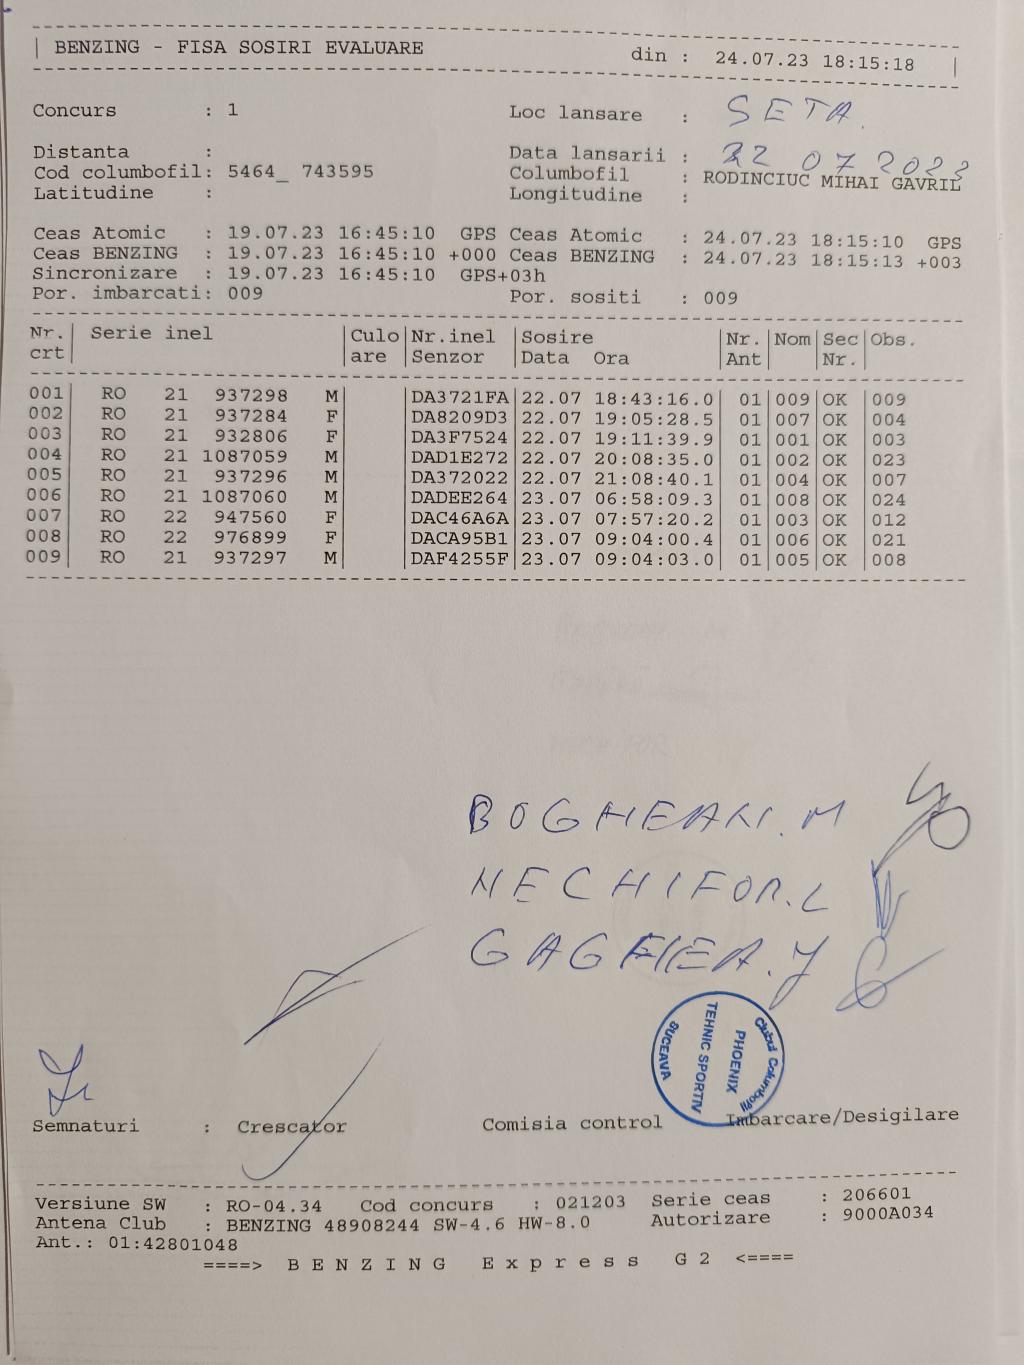 BENZING - FISA SOSIRI EVALUARE din : 24.07.23 18:15:18
Concurs : 1 Loc lansare : SETA.
Distanta : Data lansarii : 22 07 2023
Cod columbofil: 5464_ 743595 Columbofil : RODINCIUC MIHAI GAVRIL
Latitudine : Longitudine :
Ceas Atomic : 19.07.23 16:45:10 GPS Ceas Atomic : 24.07.23 18:15:10 GPS
Ceas BENZING : 19.07.23 16:45:10 +000 Ceas BENZING : 24.07.23 18:15:13 +003
Sincronizare : 19.07.23 16:45:10 GPS+03h
Por. imbarcati: 009 Por. sositi : 009
Nr. Serie inel Culo Nr.inel Sosire Nr. Nom Sec Obs.
crt are Senzor Data Ora Ant Nr.
001 RO 21 937298 M DA3721FA 22.07 18:43:16.0 01 009 OK 009
002 RO 21 937284 F DA8209D3 22.07 19:05:28.5 01 007 OK 004
003 RO 21 932806 F DA3F7524 22.07 19:11:39.9 01 001 OK 003
004 RO 21 1087059 M DAD1E272 22.07 20:08:35.0 01 002 OK 023
005 RO 21 937296 M DA372022 22.07 21:08:40.1 01 004 OK 007
006 RO 21 1087060 M DADEE264 23.07 06:58:09.3 01 008 OK 024
007 RO 22 947560 F DAC46A6A 23.07 07:57:20.2 01 003 OK 012
008 RO 22 976899 F DACA95B1 23.07 09:04:00.4 01 006 OK 021
009 RO 21 937297 M DAF4255F 23.07 09:04:03.0 01 005 OK 008
BOGHEAN. M
NECHIFOR. L
Clubul Columbofil
PHOENIX
TEHNIC SPORTIV
SUCEAVA
Semnaturi : Crescator Comisia control Imbarcare/Desigilare
Versiune SW : RO-04.34 Cod concurs : 021203 Serie ceas : 206601
Antena Club : BENZING 48908244 SW-4.6 HW-8.0 Autorizare : 9000A034
Ant.: 01:42801048
====> B E N Z I N G E x p r e s s G 2 <====